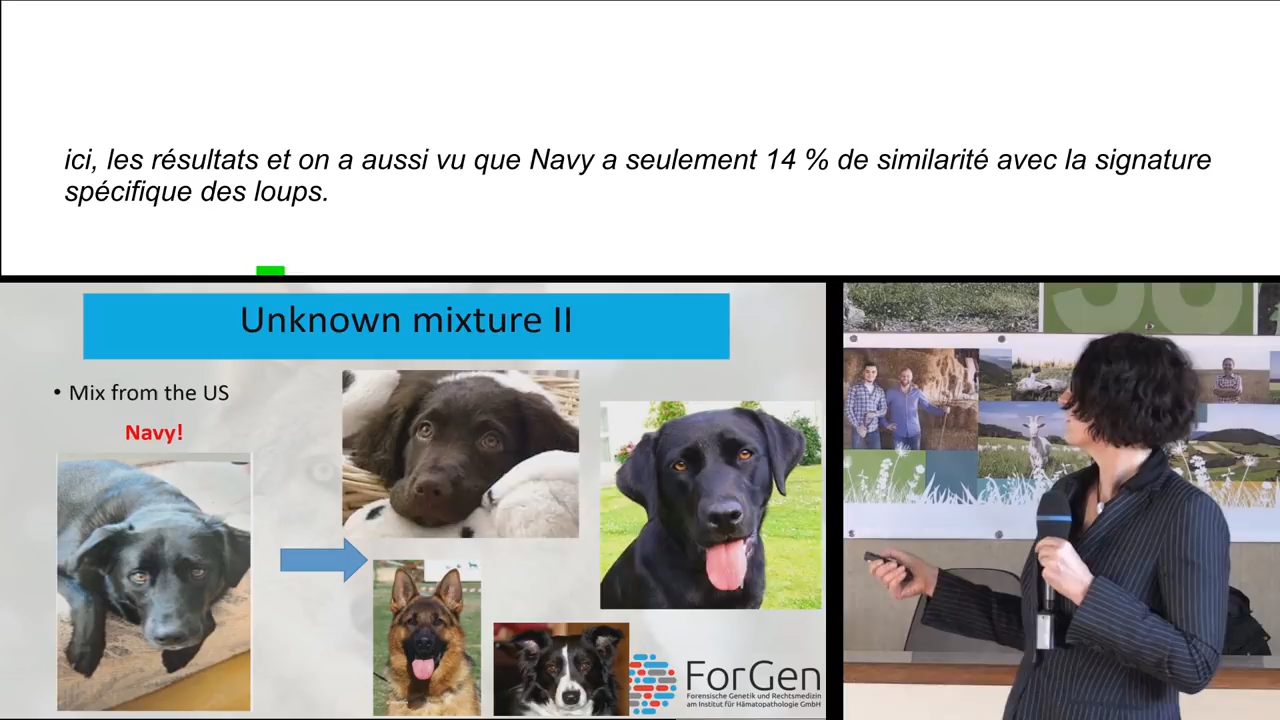 ici, les résultats et on a aussi vu que Navy a seulement 14 % de similarité avec la signature
spécifique des loups.
Unknown mixture II
• Mix from the US
Navy!
ForGen
Forensische Genetik und Rechtsmedizin
am Institut für Hämatopathologie GmbH